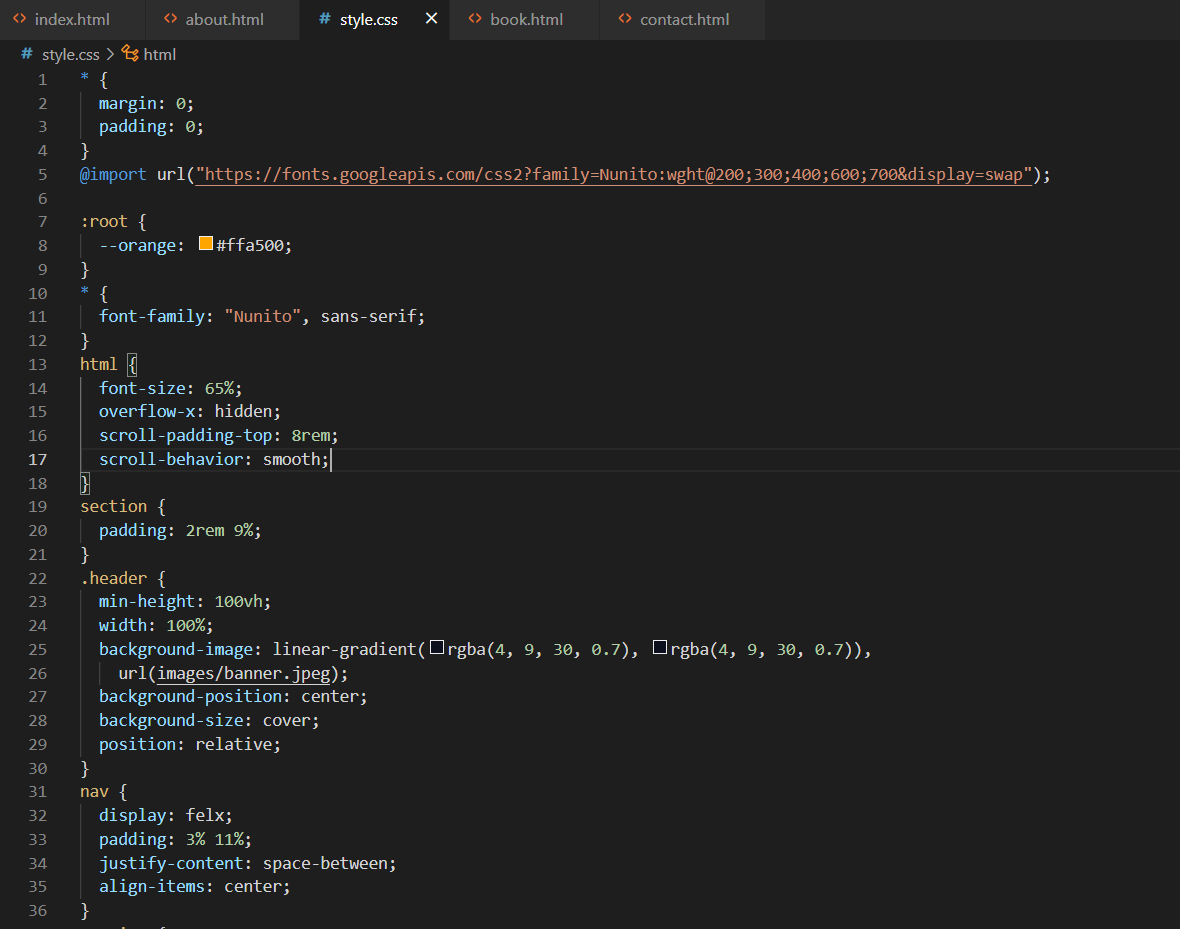 index.html about.html # style.css × book.html contact.html
# style.css > html
1 * {
2 margin: 0;
3 padding: 0;
4 }
5 @import url("https://fonts.googleapis.com/css2?family=Nunito:wght@200;300;400;600;700&display=swap");
6
7 :root {
8 --orange: #ffa500;
9 }
10 * {
11 font-family: "Nunito", sans-serif;
12 }
13 html {
14 font-size: 65%;
15 overflow-x: hidden;
16 scroll-padding-top: 8rem;
17 scroll-behavior: smooth;
18 }
19 section {
20 padding: 2rem 9%;
21 }
22 .header {
23 min-height: 100vh;
24 width: 100%;
25 background-image: linear-gradient(rgba(4, 9, 30, 0.7), rgba(4, 9, 30, 0.7)),
26 url(images/banner.jpeg);
27 background-position: center;
28 background-size: cover;
29 position: relative;
30 }
31 nav {
32 display: felx;
33 padding: 3% 11%;
34 justify-content: space-between;
35 align-items: center;
36 }